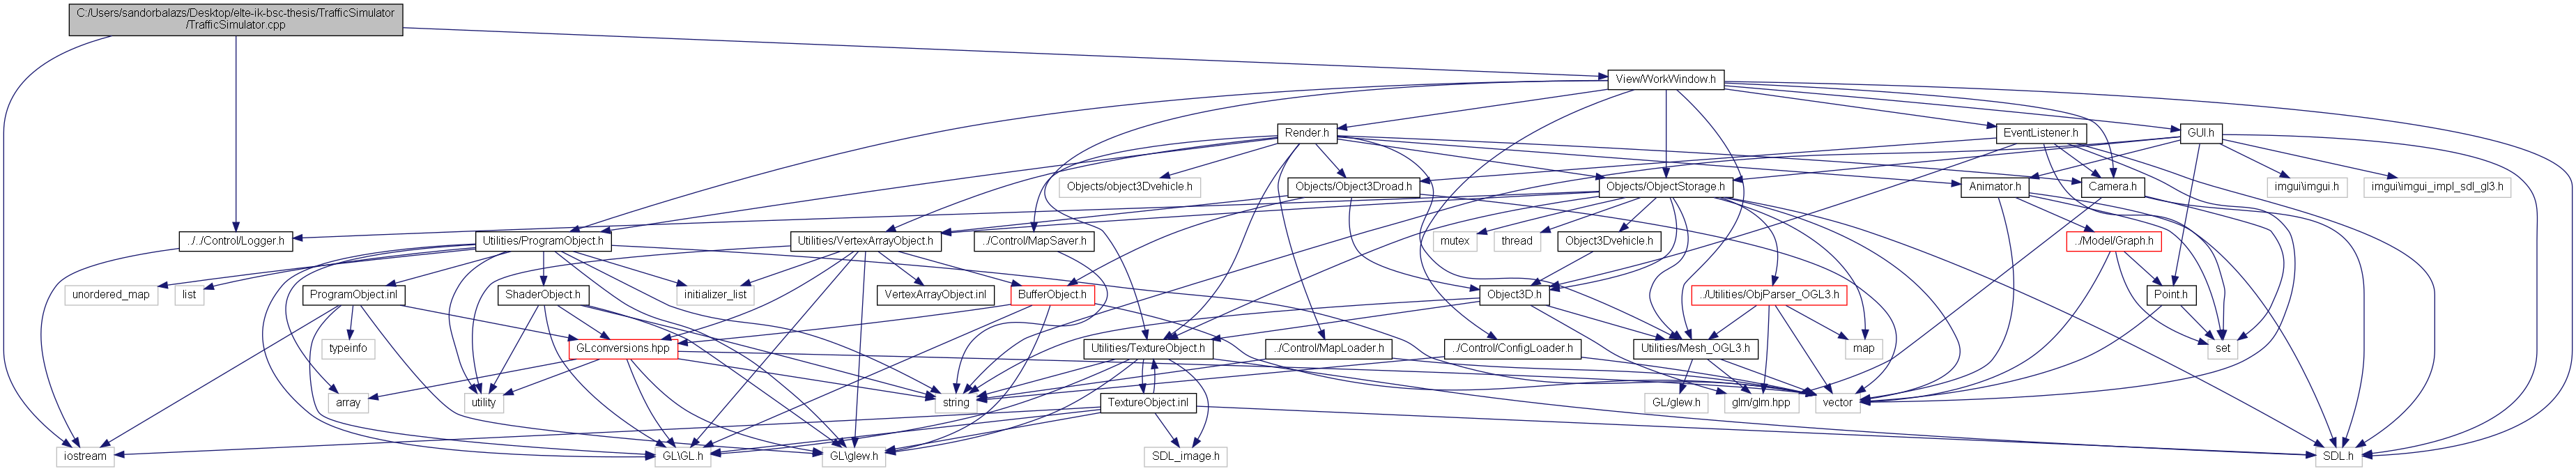 C:/Users/sandorbalazs/Desktop/elte-ik-bsc-thesis/TrafficSimulator
/TrafficSimulator.cpp
View/WorkWindow.h
Render.h
EventListener.h
GUI.h
Objects/object3Dvehicle.h
Objects/Object3Droad.h
Objects/ObjectStorage.h
Animator.h
Camera.h
imgui\imgui.h
imgui\imgui_impl_sdl_gl3.h
../../Control/Logger.h
Utilities/ProgramObject.h
Utilities/VertexArrayObject.h
../Control/MapSaver.h
mutex
thread
Object3Dvehicle.h
../Model/Graph.h
unordered_map
list
ProgramObject.inl
ShaderObject.h
initializer_list
VertexArrayObject.inl
BufferObject.h
Object3D.h
../Utilities/ObjParser_OGL3.h
Point.h
typeinfo
GLconversions.hpp
Utilities/TextureObject.h
../Control/MapLoader.h
../Control/ConfigLoader.h
Utilities/Mesh_OGL3.h
map
set
array
utility
string
TextureObject.inl
GL/glew.h
glm/glm.hpp
vector
iostream
GL\GL.h
GL\glew.h
SDL_image.h
SDL.h